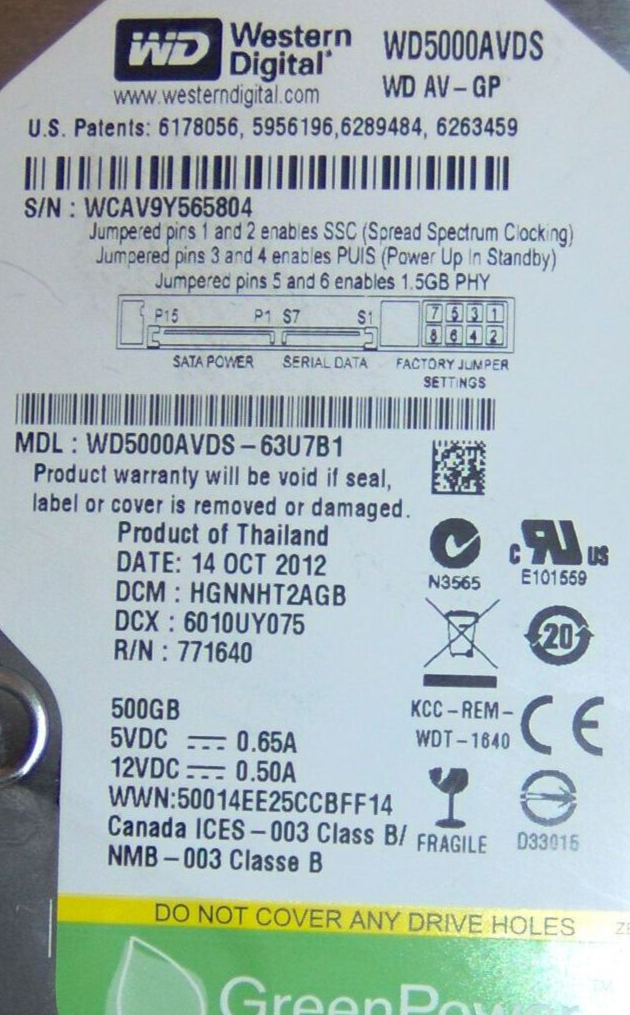 WD Western Digital®
WD5000AVDS
www.westerndigital.com
WD AV-GP
U.S. Patents: 6178056, 5956196,6289484, 6263459
S/N : WCAV9Y565804
Jumpered pins 1 and 2 enables SSC (Spread Spectrum Clocking)
Jumpered pins 3 and 4 enables PUIS (Power Up In Standby)
Jumpered pins 5 and 6 enables 1.5GB PHY
P15 P1 S7 S1 7 5 3 1
8 6 4 2
SATA POWER SERIAL DATA FACTORY JUMPER
SETTINGS
MDL : WD5000AVDS-63U7B1
Product warranty will be void if seal,
label or cover is removed or damaged.
Product of Thailand
DATE: 14 OCT 2012
DCM : HGNNHT2AGB
DCX : 6010UY075
R/N : 771640
N3565
c RU US
E101559
20
500GB
5VDC 0.65A
12VDC 0.50A
WWN:50014EE25CCBFF14
Canada ICES-003 Class B/
NMB-003 Classe B
KCC-REM-
WDT-1640
CE
FRAGILE
D33015
DO NOT COVER ANY DRIVE HOLES
GreenPower™